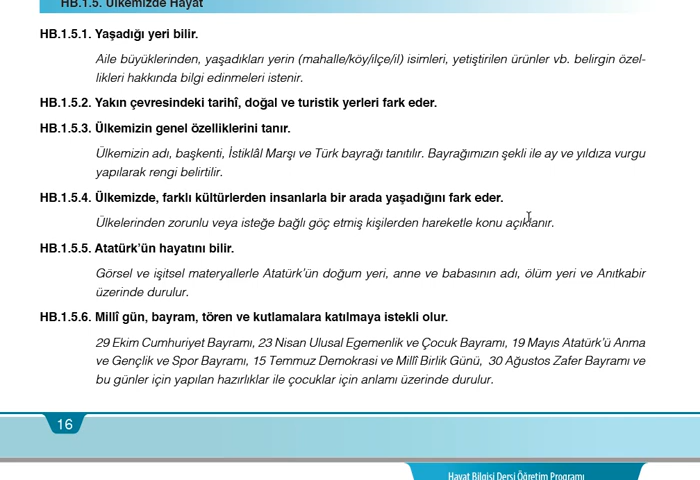 HB.1.5. Ülkemizde Hayat
HB.1.5.1. Yaşadığı yeri bilir.
Aile büyüklerinden, yaşadıkları yerin (mahalle/köy/ilçe/il) isimleri, yetiştirilen ürünler vb. belirgin özel-
likleri hakkında bilgi edinmeleri istenir.
HB.1.5.2. Yakın çevresindeki tarihî, doğal ve turistik yerleri fark eder.
HB.1.5.3. Ülkemizin genel özelliklerini tanır.
Ülkemizin adı, başkenti, İstiklâl Marşı ve Türk bayrağı tanıtılır. Bayrağımızın şekli ile ay ve yıldıza vurgu
yapılarak rengi belirtilir.
HB.1.5.4. Ülkemizde, farklı kültürlerden insanlarla bir arada yaşadığını fark eder.
Ülkelerinden zorunlu veya isteğe bağlı göç etmiş kişilerden hareketle konu açıklanır.
HB.1.5.5. Atatürk'ün hayatını bilir.
Görsel ve işitsel materyallerle Atatürk'ün doğum yeri, anne ve babasının adı, ölüm yeri ve Anıtkabir
üzerinde durulur.
HB.1.5.6. Millî gün, bayram, tören ve kutlamalara katılmaya istekli olur.
29 Ekim Cumhuriyet Bayramı, 23 Nisan Ulusal Egemenlik ve Çocuk Bayramı, 19 Mayıs Atatürk'ü Anma
ve Gençlik ve Spor Bayramı, 15 Temmuz Demokrasi ve Millî Birlik Günü, 30 Ağustos Zafer Bayramı ve
bu günler için yapılan hazırlıklar ile çocuklar için anlamı üzerinde durulur.
16
Hayat Bilgisi Dersi Öğretim Programı